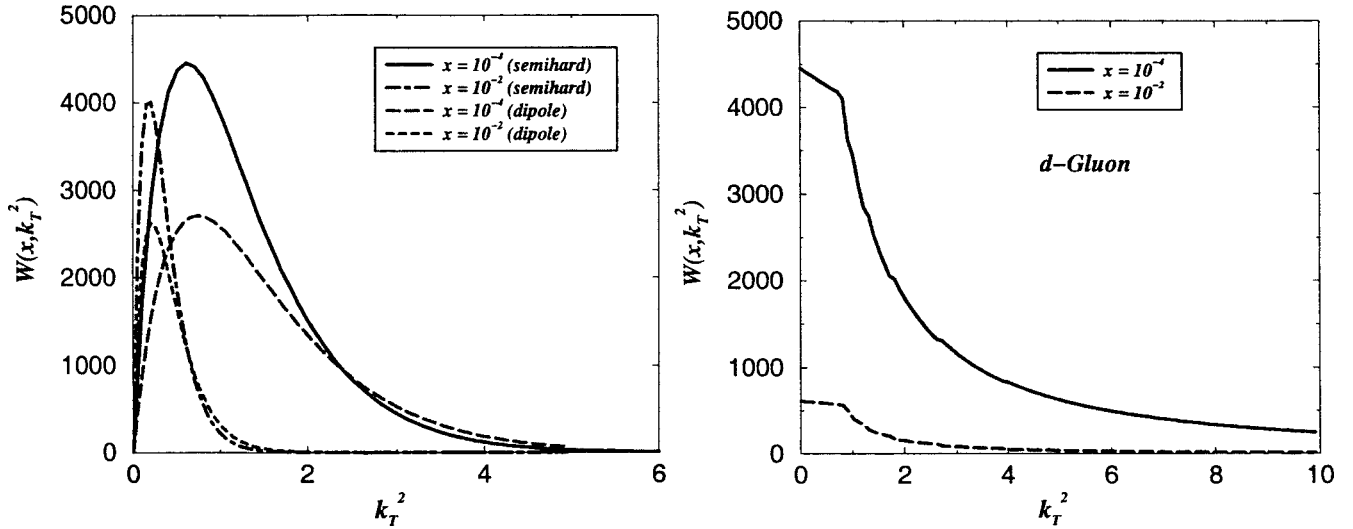 5000
4000
3000
2000
1000
0
W(x,k_T^2)
x = 10^-4 (semihard)
x = 10^-2 (semihard)
x = 10^-4 (dipole)
x = 10^-2 (dipole)
0
2
4
6
k_T^2
5000
4000
3000
2000
1000
0
W(x,k_T^2)
x = 10^-4
x = 10^-2
d–Gluon
0
2
4
6
8
10
k_T^2